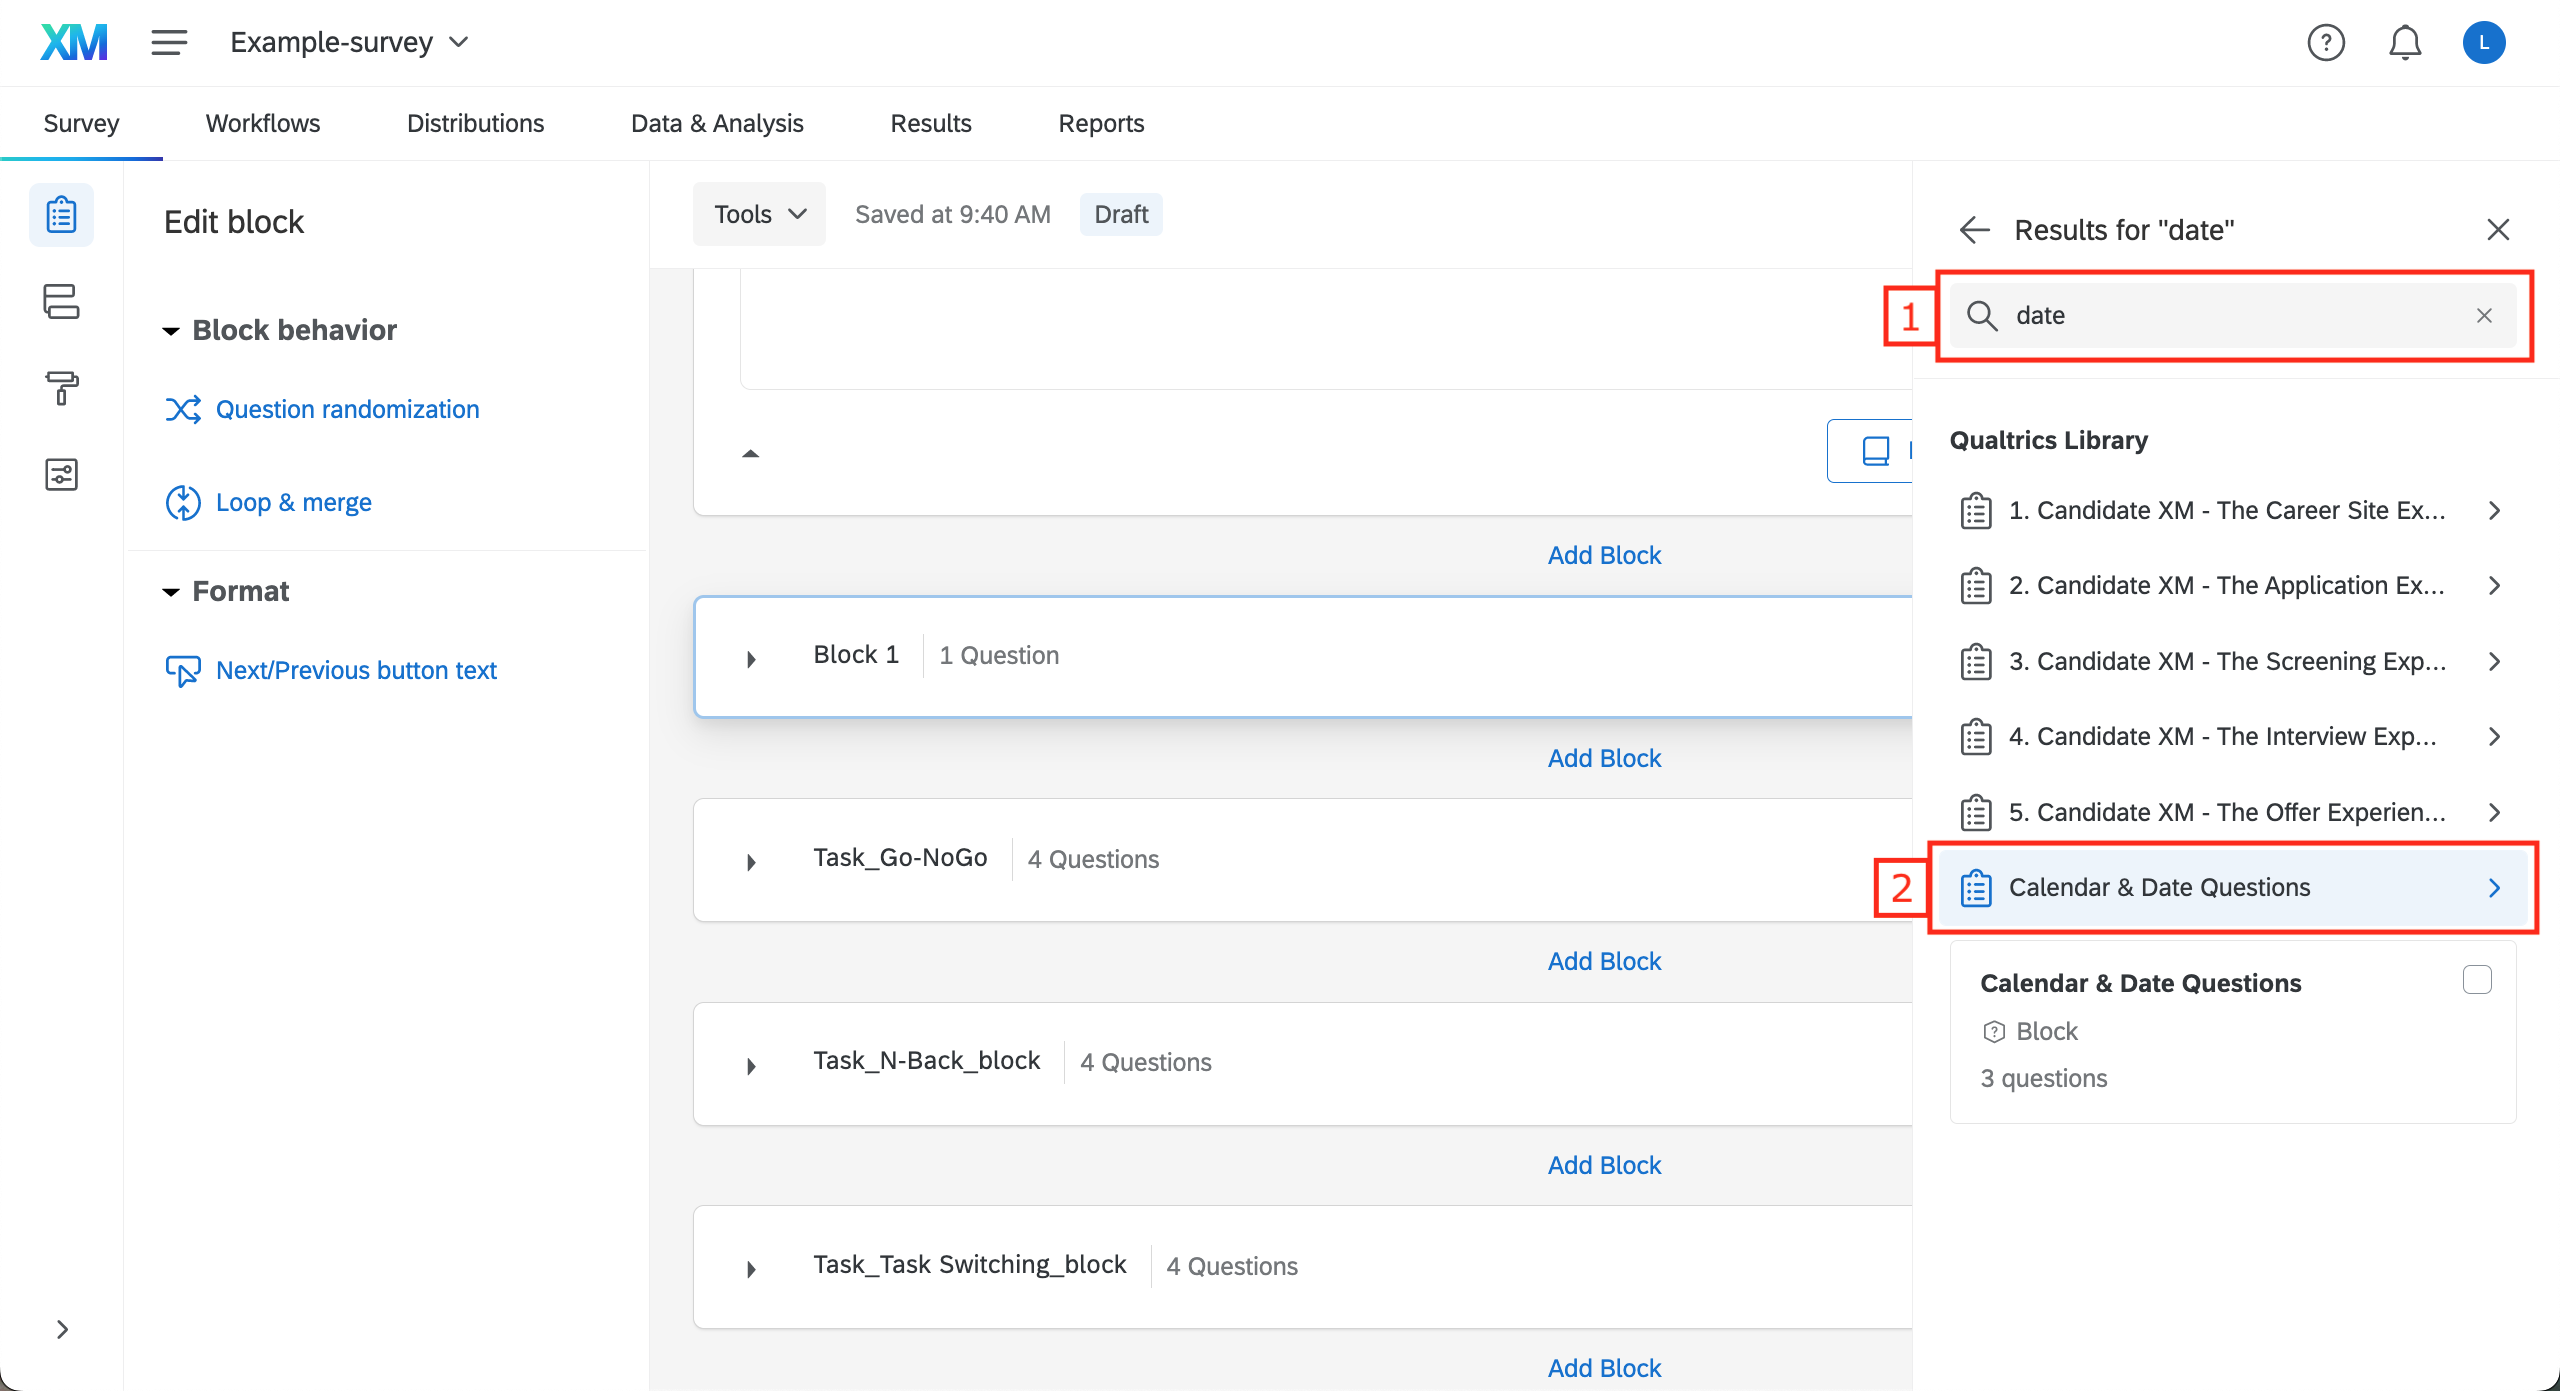 XM
Example-survey
?
L
Survey
Workflows
Distributions
Data & Analysis
Results
Reports
Edit block
Block behavior
Question randomization
Loop & merge
Format
Next/Previous button text
Tools
Saved at 9:40 AM
Draft
Add Block
Block 1
1 Question
Add Block
Task_Go-NoGo
4 Questions
Add Block
Task_N-Back_block
4 Questions
Add Block
Task_Task Switching_block
4 Questions
Add Block
Results for "date"
1
date
Qualtrics Library
1. Candidate XM - The Career Site Ex...
2. Candidate XM - The Application Ex...
3. Candidate XM - The Screening Exp...
4. Candidate XM - The Interview Exp...
5. Candidate XM - The Offer Experien...
2
Calendar & Date Questions
Calendar & Date Questions
Block
3 questions